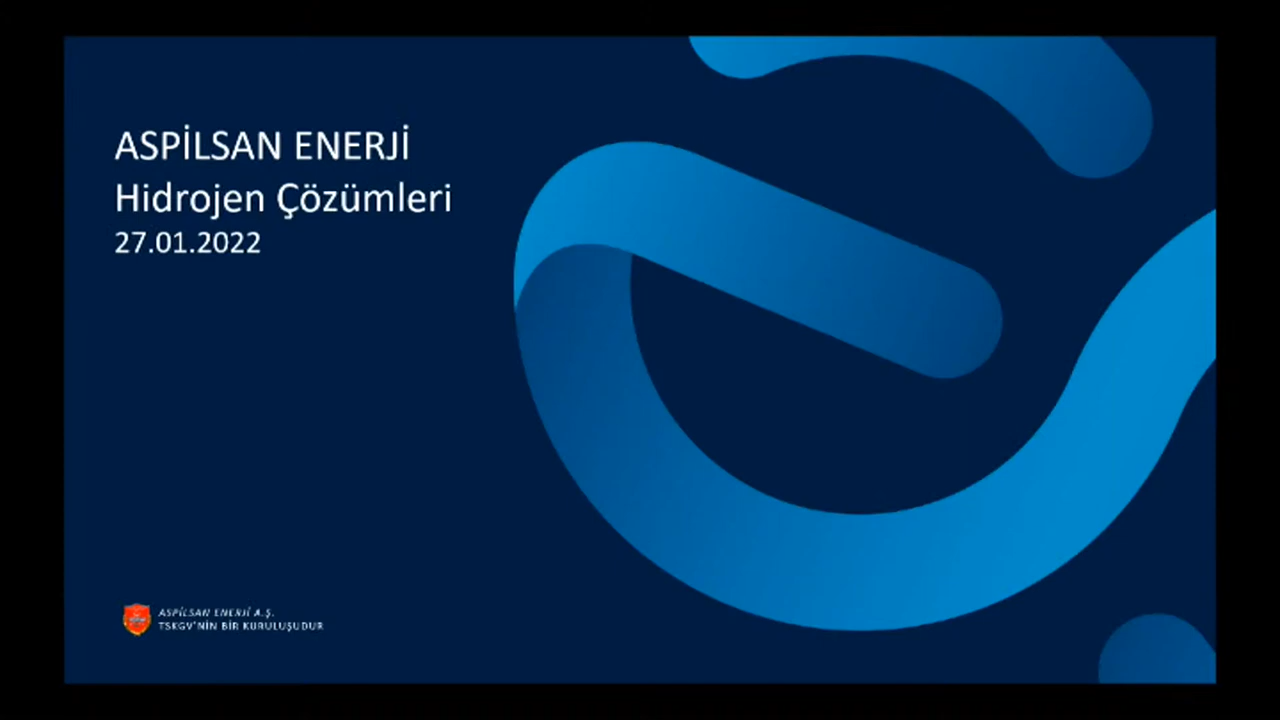 ASPİLSAN ENERJİ
Hidrojen Çözümleri
27.01.2022
ASPİLSAN ENERJİ A.Ş.
TSKGV'NİN BİR KURULUŞUDUR